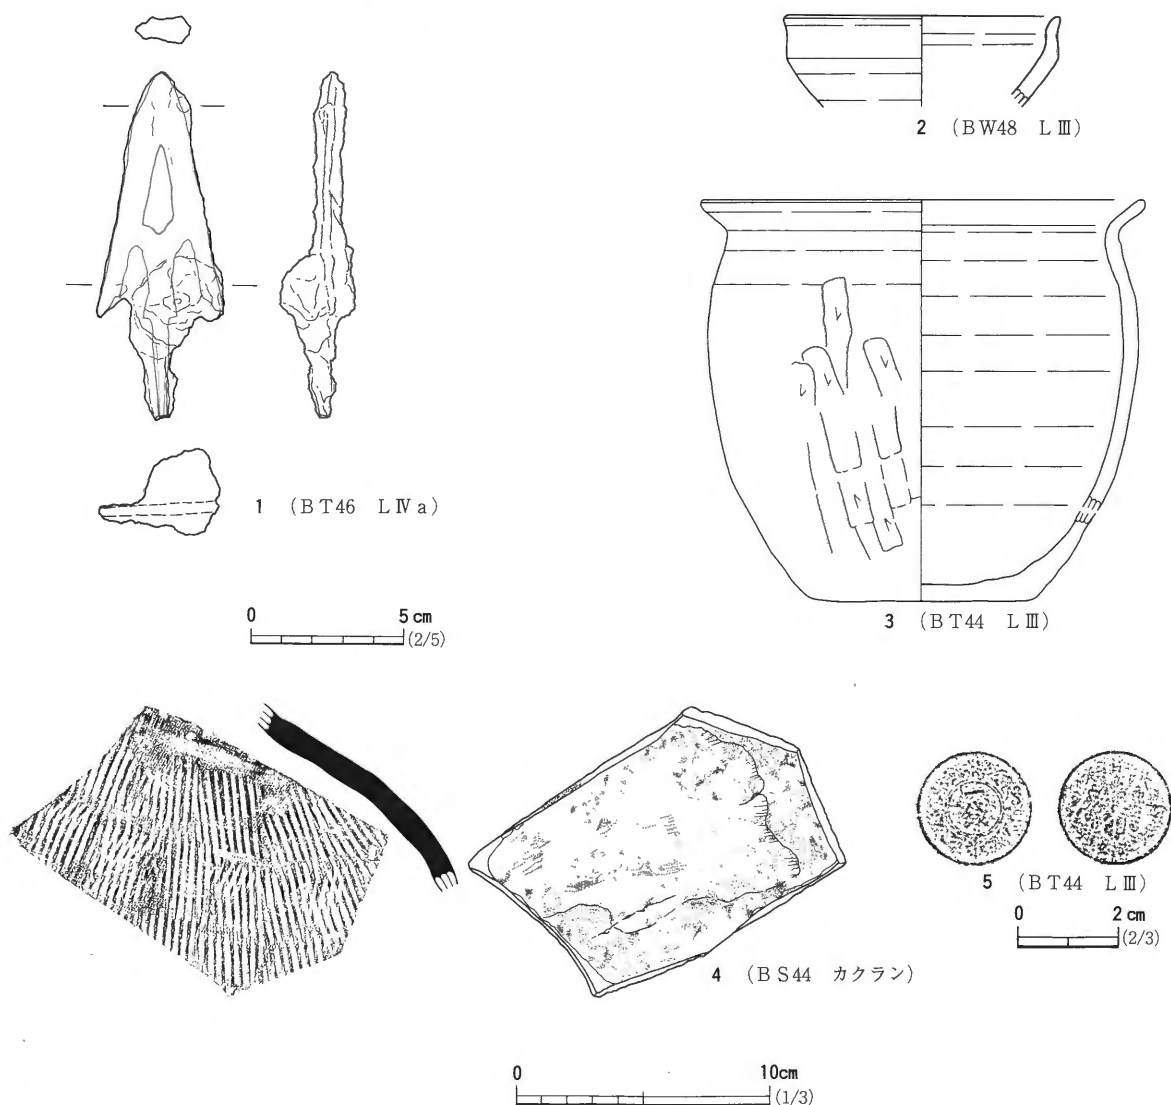 2 (BW48 LⅢ)
1 (BT46 LⅣa)
3 (BT44 LⅢ)
0 5cm
(2/5)
4 (BS44 カクラン)
5 (BT44 LⅢ)
0 2cm
(2/3)
0 10cm
(1/3)